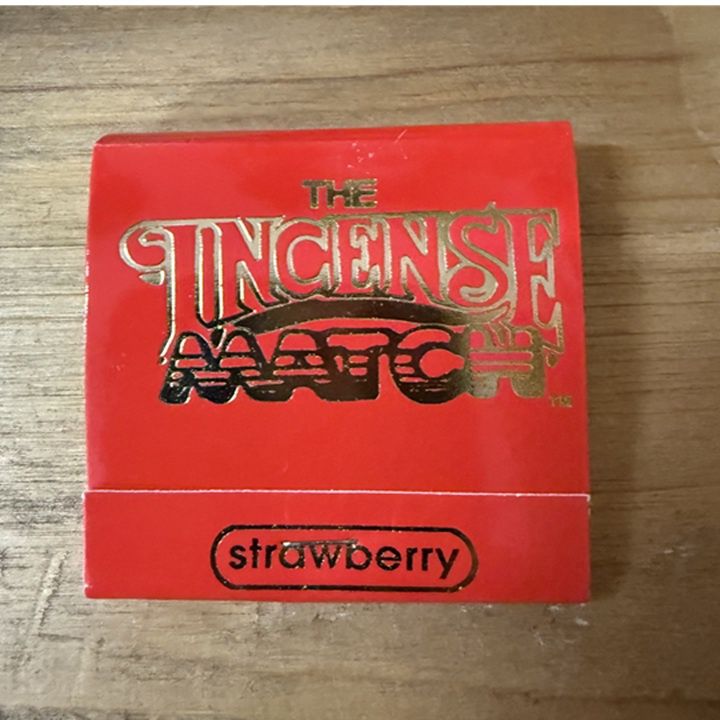 THE
INCENSE
MATCH
TM
strawberry